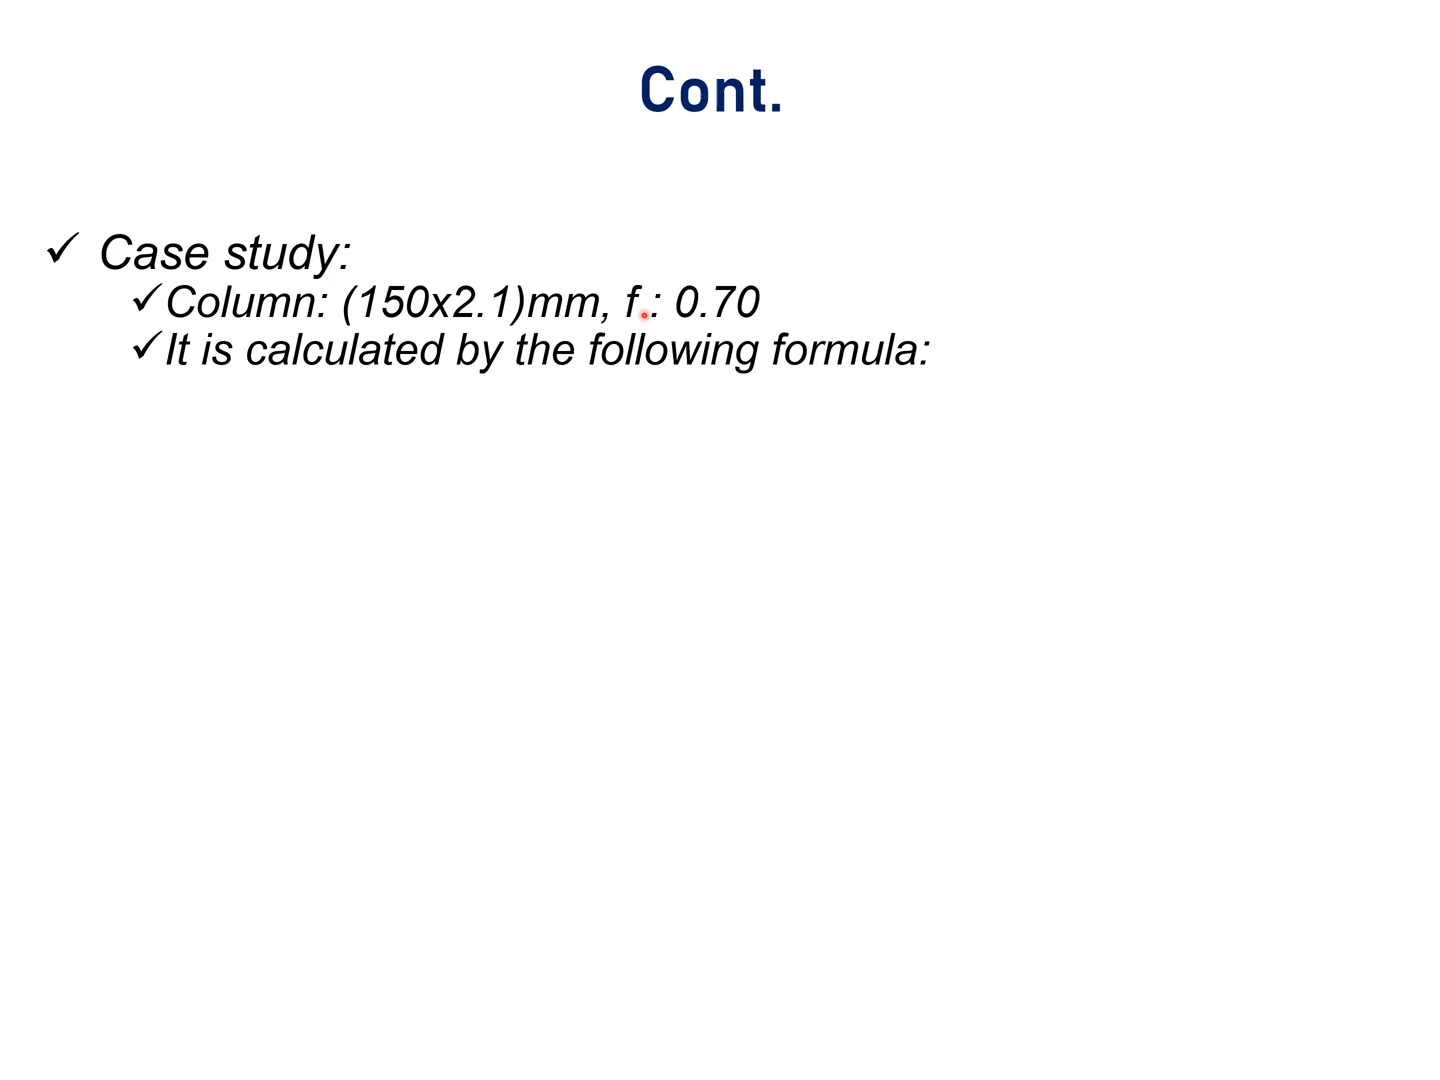 Cont.
✓ Case study:
✓Column: (150x2.1)mm, f : 0.70
✓It is calculated by the following formula: